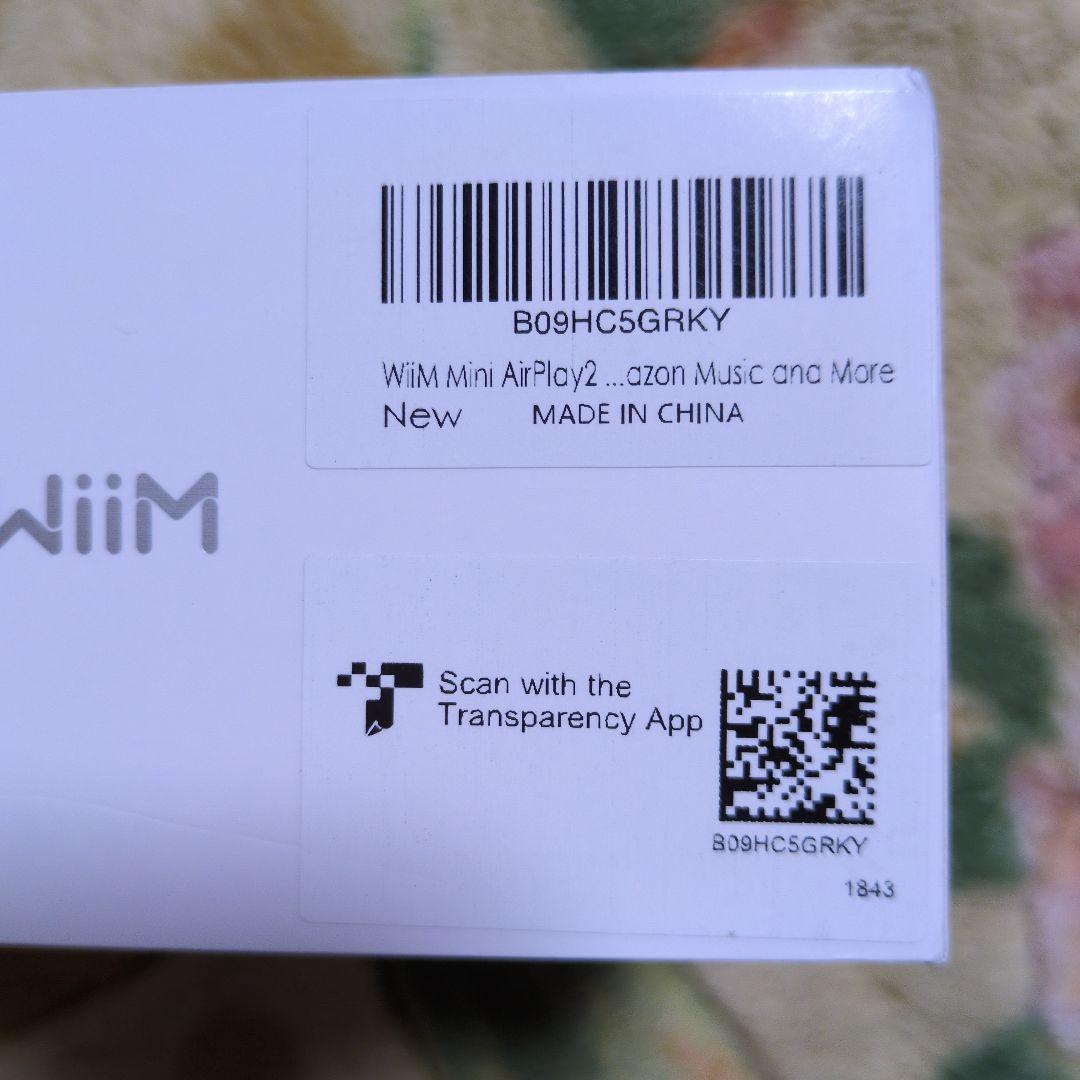 B09HC5GRKY
WiiM Mini AirPlay2 ...azon Music and More
New MADE IN CHINA
WiiM
Scan with the
Transparency App
B09HC5GRKY
1843